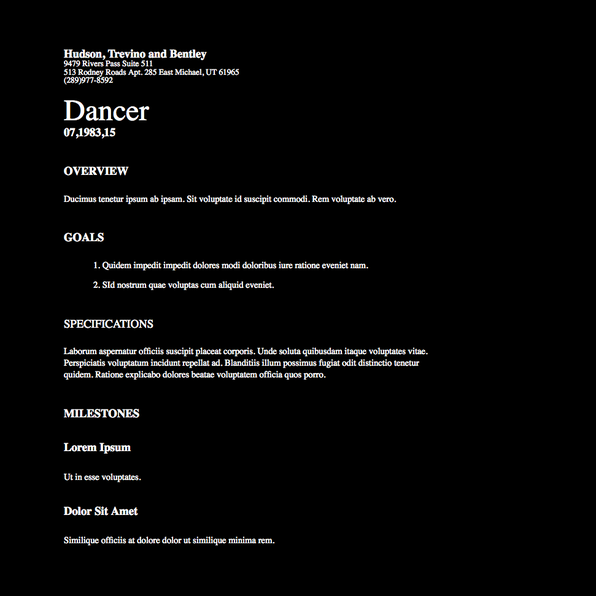 Hudson, Trevino and Bentley
9479 Rivers Pass Suite 511
513 Rodney Roads Apt. 285 East Michael, UT 61965
(289)977-8592
Dancer
07,1983,15
OVERVIEW
Ducimus tenetur ipsum ab ipsam. Sit voluptate id suscipit commodi. Rem voluptate ab vero.
GOALS
1. Quidem impedit impedit dolores modi doloribus iure ratione eveniet nam.
2. SId nostrum quae voluptas cum aliquid eveniet.
SPECIFICATIONS
Laborum aspernatur officiis suscipit placeat corporis. Unde soluta quibusdam itaque voluptates vitae.
Perspiciatis voluptatum incidunt repellat ad. Blanditiis illum possimus fugiat odit distinctio tenetur
quidem. Ratione explicabo dolores beatae voluptatem officia quos porro.
MILESTONES
Lorem Ipsum
Ut in esse voluptates.
Dolor Sit Amet
Similique officiis at dolore dolor ut similique minima rem.